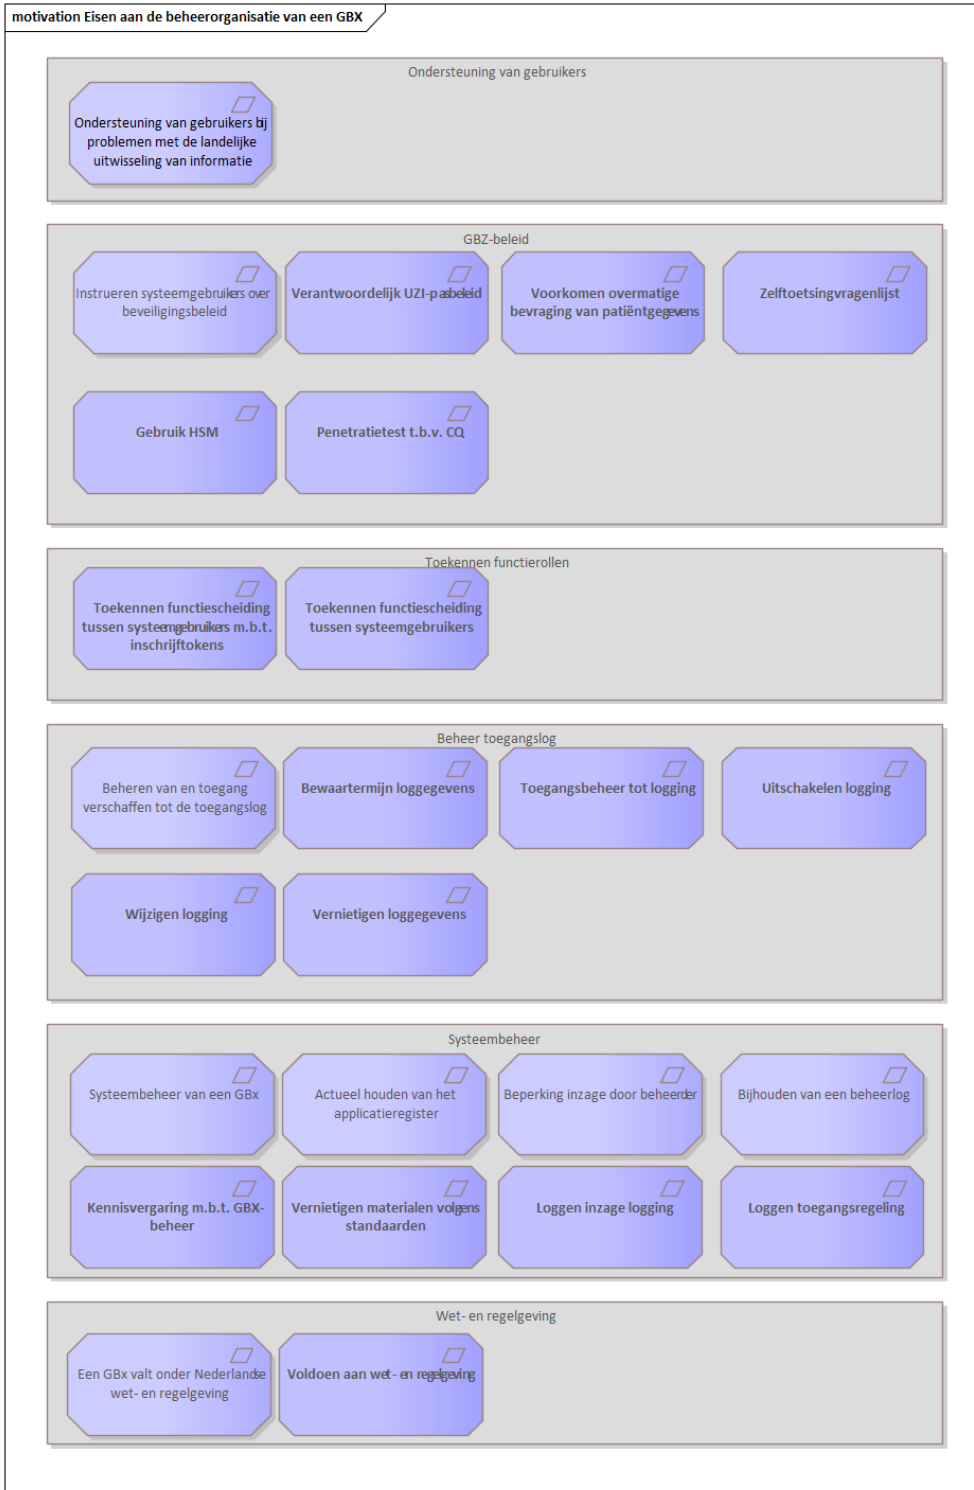 motivation Eisen aan de beheerorganisatie van een GBX
Ondersteuning van gebruikers
Ondersteuning van gebruikers bij
problemen met de landelijke
uitwisseling van informatie
GBZ-beleid
Instrueren systeemgebruikers over
beveiligingsbeleid
Verantwoordelijk UZI-pasbeleid
Voorkomen overmatige
bevraging van patiëntgegevens
Zelftoetsingvragenlijst
Gebruik HSM
Penetratietest t.b.v. CQ
Toekennen functierollen
Toekennen functiescheiding
tussen systeemgebruikers m.b.t.
inschrijftokens
Toekennen functiescheiding
tussen systeemgebruikers
Beheer toegangslog
Beheren van en toegang
verschaffen tot de toegangslog
Bewaartermijn loggegevens
Toegangsbeheer tot logging
Uitschakelen logging
Wijzigen logging
Vernietigen loggegevens
Systeembeheer
Systeembeheer van een GBx
Actueel houden van het
applicatieregister
Beperking inzage door beheerder
Bijhouden van een beheerlog
Kennisvergaring m.b.t. GBX-
beheer
Vernietigen materialen volgens
standaarden
Loggen inzage logging
Loggen toegangsregeling
Wet- en regelgeving
Een GBx valt onder Nederlandse
wet- en regelgeving
Voldoen aan wet- en regelgeving